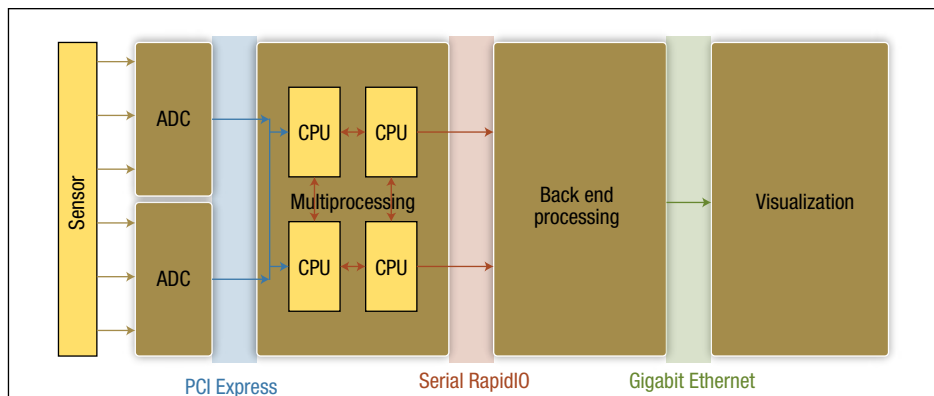 Sensor
ADC
ADC
CPU
CPU
Multiprocessing
CPU
CPU
Back end
processing
Visualization
PCI Express
Serial RapidIO
Gigabit Ethernet